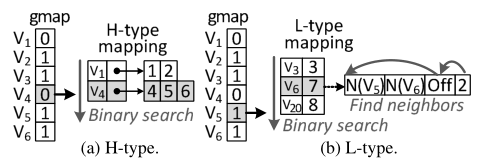 gmap
V1 0
V2 1
V3 1
V4 0
V5 1
V6 1
H-type
mapping
V1 1 2
V4 4 5 6
Binary search
(a) H-type.
gmap
V1 0
V2 1
V3 1
V4 0
V5 1
V6 1
L-type
mapping
V3 3
V6 7
V20 8
N(V5) N(V6) Off 2
Find neighbors
Binary search
(b) L-type.